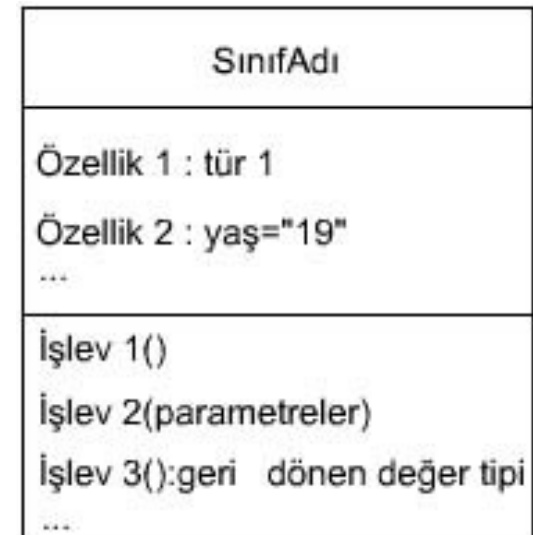 SınıfAdı
Özellik 1 : tür 1
Özellik 2 : yaş="19"
...
İşlev 1()
İşlev 2(parametreler)
İşlev 3():geri dönen değer tipi
...